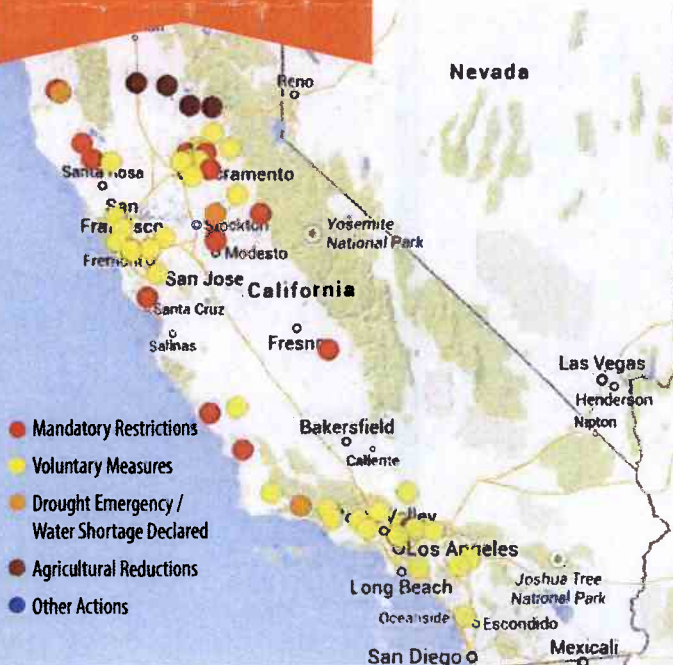 Reno
Nevada
Santa Rosa
Sacramento
San
Francisco
Stockton
Yosemite
National Park
Fremont
Modesto
San Jose
California
Santa Cruz
Salinas
Fresno
Las Vegas
Henderson
Nipton
Bakersfield
Caliente
Mandatory Restrictions
Voluntary Measures
Drought Emergency /
Water Shortage Declared
Agricultural Reductions
Other Actions
Los Angeles
Long Beach
Joshua Tree
National Park
Oceanside
Escondido
San Diego
Mexicali